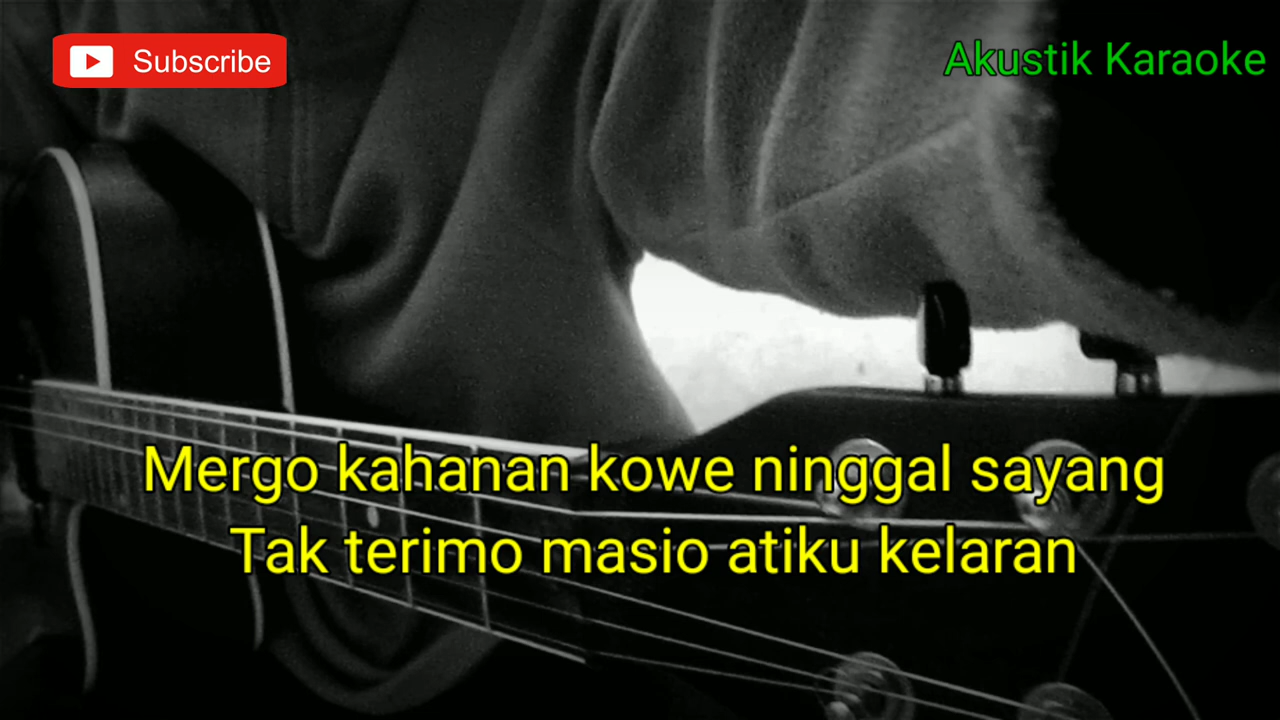 Subscribe
Akustik Karaoke
Mergo kahanan kowe ninggal sayang
Tak terimo masio atiku kelaran